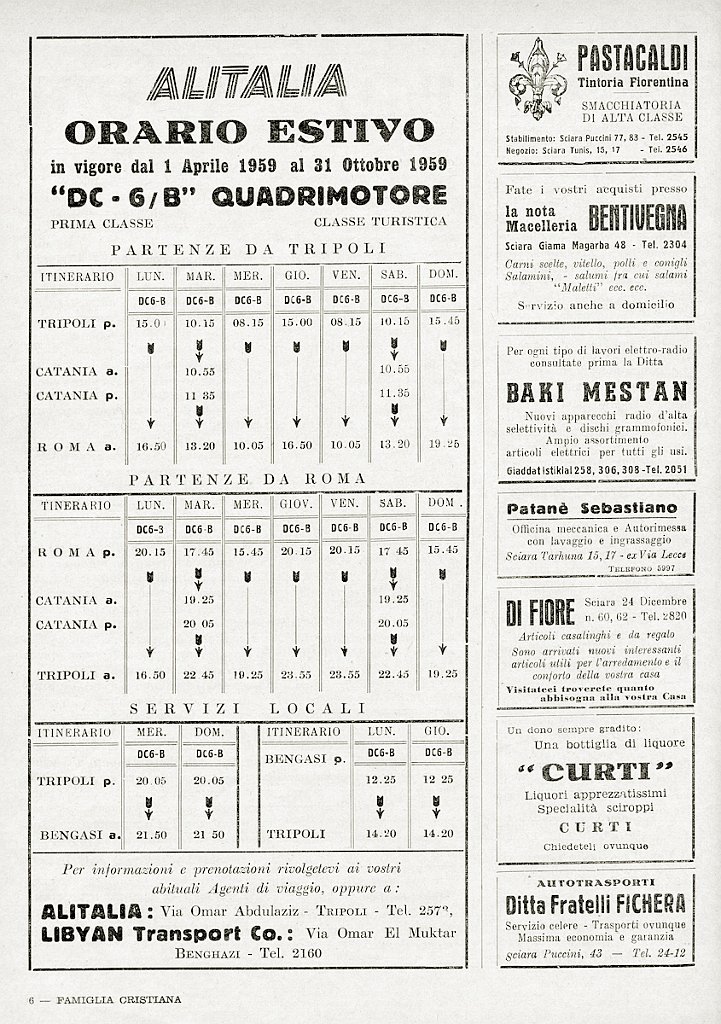 ALITALIA
ORARIO ESTIVO
in vigore dal 1 Aprile 1959 al 31 Ottobre 1959
"DC - 6/B" QUADRIMOTORE
PRIMA CLASSE CLASSE TURISTICA
PARTENZE DA TRIPOLI
ITINERARIO LUN. MAR. MER. GIO. VEN. SAB. DOM.
DC6-B DC6-B DC6-B DC6-B DC6-B DC6-B DC6-B
TRIPOLI p. 15.0 10.15 08.15 15.00 08.15 10.15 15.45
CATANIA a. 10.55 10.55
CATANIA p. 11 35 11.35
ROMA a. 16.50 13.20 10.05 16.50 10.05 13.20 19.25
PARTENZE DA ROMA
ITINERARIO LUN. MAR. MER. GIOV. VEN. SAB. DOM.
DC6-3 DC6-B DC6-B DC6-B DC6-B DC6-B DC6-B
ROMA p. 20.15 17.45 15.45 20.15 20.15 17 45 15.45
CATANIA a. 19.25 19.25
CATANIA p. 20 05 20.05
TRIPOLI a. 16.50 22 45 19.25 23.55 23.55 22.45 19.25
SERVIZI LOCALI
ITINERARIO MER. DOM. ITINERARIO LUN. GIO.
DC6-B DC6-B BENGASI p. DC6-B DC6-B
TRIPOLI p. 20.05 20.05 12.25 12 25
BENGASI a. 21.50 21 50 TRIPOLI 14.20 14.20
Per informazioni e prenotazioni rivolgetevi ai vostri
abituali Agenti di viaggio, oppure a :
ALITALIA : Via Omar Abdulaziz - TRIPOLI - Tel.
LIBYAN Transport Co. : Via Omar El Muktar
BENGHAZI - Tel. 2160
PASTACALDI
Tintoria Fiorentina
SMACCHIATORIA
DI ALTA CLASSE
Stabilimento: Sciara Puccini 77, 83 - Tel. 2545
Negozio: Sciara Tunis, 15, 17 - Tel. 2546
Fate i vostri acquisti presso
la nota
Macelleria BENTIVEGNA
Sciara Giama Magarba 48 - Tel. 2304
Carni scelte, vitello, polli e conigli
Salamini, - salumi fra cui salami
"Maletti" ecc. ecc.
Servizio anche a domicilio
Per ogni tipo di lavori elettro-radio
consultate prima la Ditta
BAKI MESTAN
Nuovi apparecchi radio d'alta
selettività e dischi grammofonici.
Ampio assortimento
articoli elettrici per tutti gli usi.
Giaddat istiklal 258, 306, 308 - Tel. 2051
Patanè Sebastiano
Officina meccanica e Autorimessa
con lavaggio e ingrassaggio
Sciara Tarhuna 15, 17 - ex Via Lecce
TELEFONO 5997
DI FIORE Sciara 24 Dicembre
n. 60, 62 - Tel. 2820
Articoli casalinghi e da regalo
Sono arrivati nuovi interessanti
articoli utili per l'arredamento e il
conforto della vostra casa
Visitateci troverete quanto
abbisogna alla vostra Casa
Un dono sempre gradito:
Una bottiglia di liquore
"CURTI"
Liquori apprezzatissimi
Specialità sciroppi
CURTI
Chiedeteli ovunque
AUTOTRASPORTI
Ditta Fratelli FICHERA
Servizio celere - Trasporti ovunque
Massima economia e garanzia
Sciara Puccini, 43 — Tel. 24-12
6 — FAMIGLIA CRISTIANA